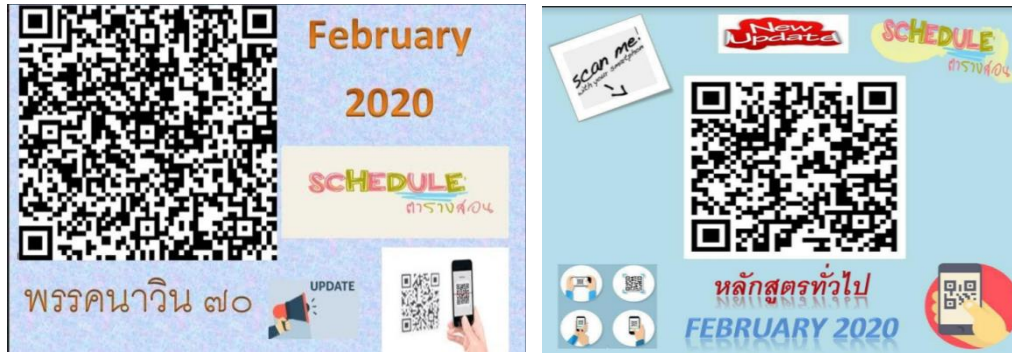 February
2020
SCHEDULE
ตารางสอน
พรรคนาวิน ๗๐
UPDATE
New
Update
scan me!
with your smartphone
SCHEDULE
ตารางสอน
หลักสูตรทั่วไป
FEBRUARY 2020